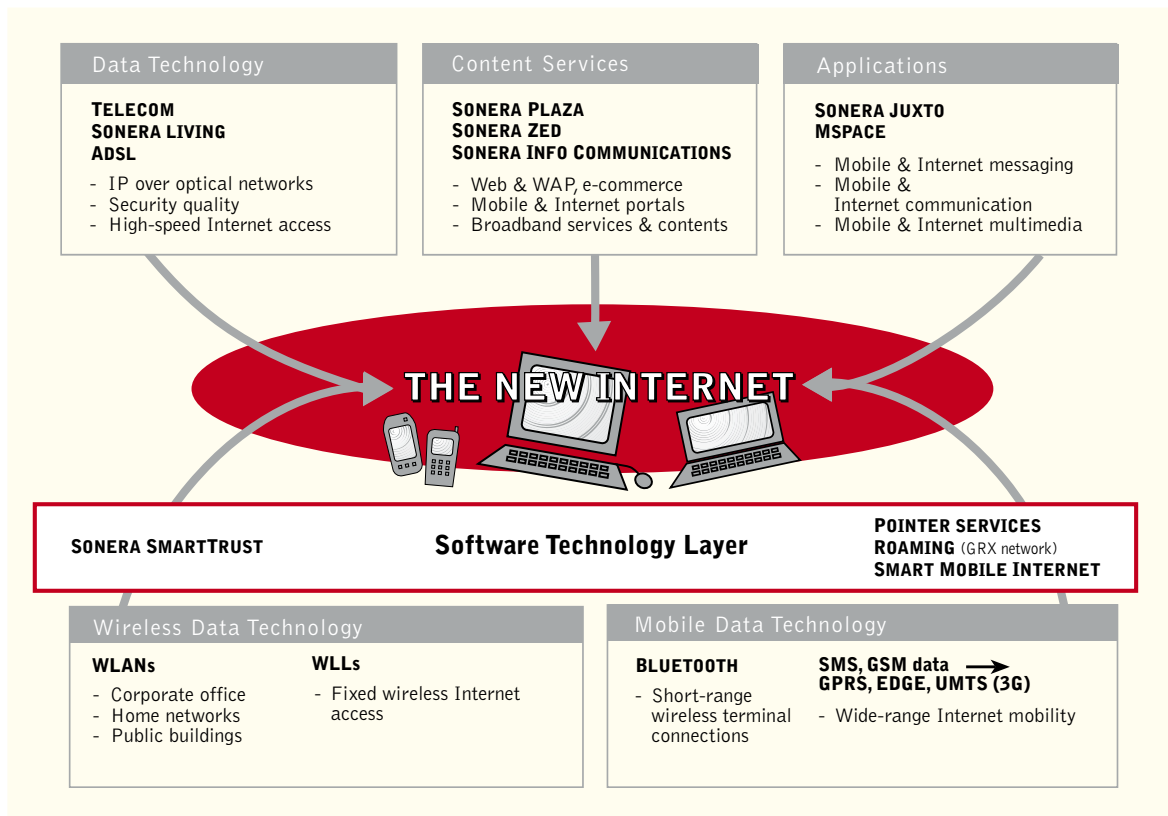 Data Technology
TELECOM
SONERA LIVING
ADSL
- IP over optical networks
- Security quality
- High-speed Internet access
Content Services
SONERA PLAZA
SONERA ZED
SONERA INFO COMMUNICATIONS
- Web & WAP, e-commerce
- Mobile & Internet portals
- Broadband services & contents
Applications
SONERA JUXTO
MSPACE
- Mobile & Internet messaging
- Mobile &
Internet communication
- Mobile & Internet multimedia
THE NEW INTERNET
SONERA SMARTTRUST
Software Technology Layer
POINTER SERVICES
ROAMING (GRX network)
SMART MOBILE INTERNET
Wireless Data Technology
WLANs
- Corporate office
- Home networks
- Public buildings
WLLs
- Fixed wireless Internet
access
Mobile Data Technology
BLUETOOTH
- Short-range
wireless terminal
connections
SMS, GSM data
GPRS, EDGE, UMTS (3G)
- Wide-range Internet mobility